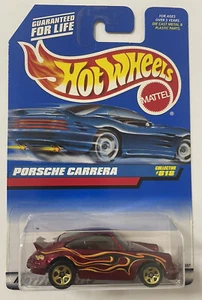 GUARANTEED
FOR LIFE
FOR AGES
OVER 3 YEARS.
DIE CAST METAL &
PLASTIC PARTS.
Hot Wheels
MATTEL
PORSCHE CARRERA
COLLECTOR
#818